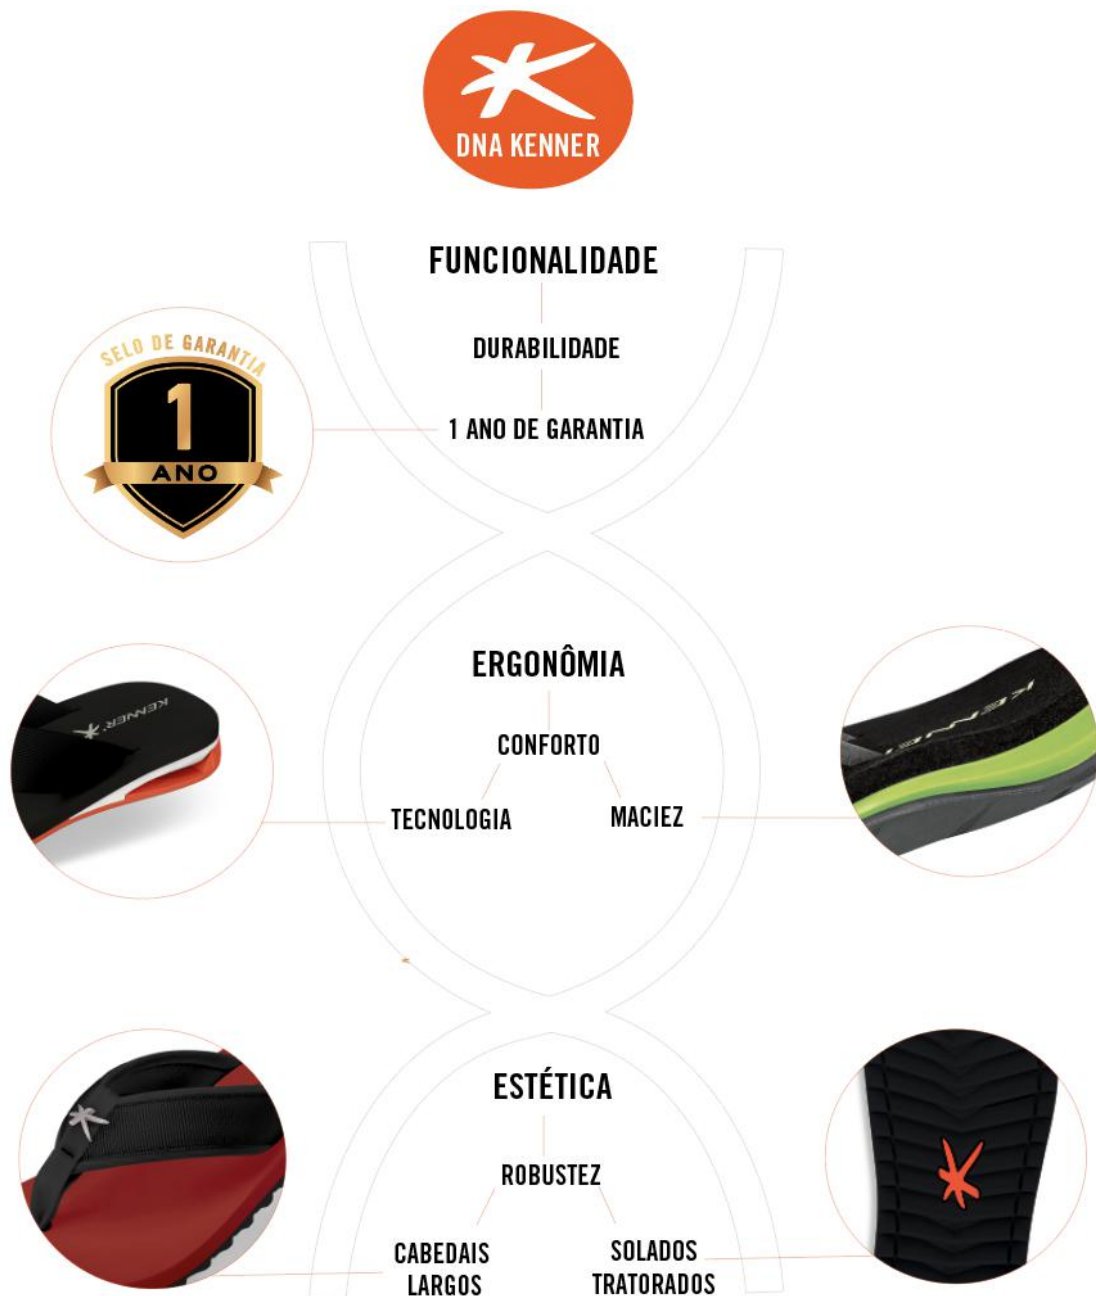 DNA KENNER
FUNCIONALIDADE
DURABILIDADE
1 ANO DE GARANTIA
SELO DE GARANTIA
1
ANO
ERGONÔMIA
CONFORTO
TECNOLOGIA
MACIEZ
KENNER
KENNER
ESTÉTICA
ROBUSTEZ
CABEDAIS
LARGOS
SOLADOS
TRATORADOS